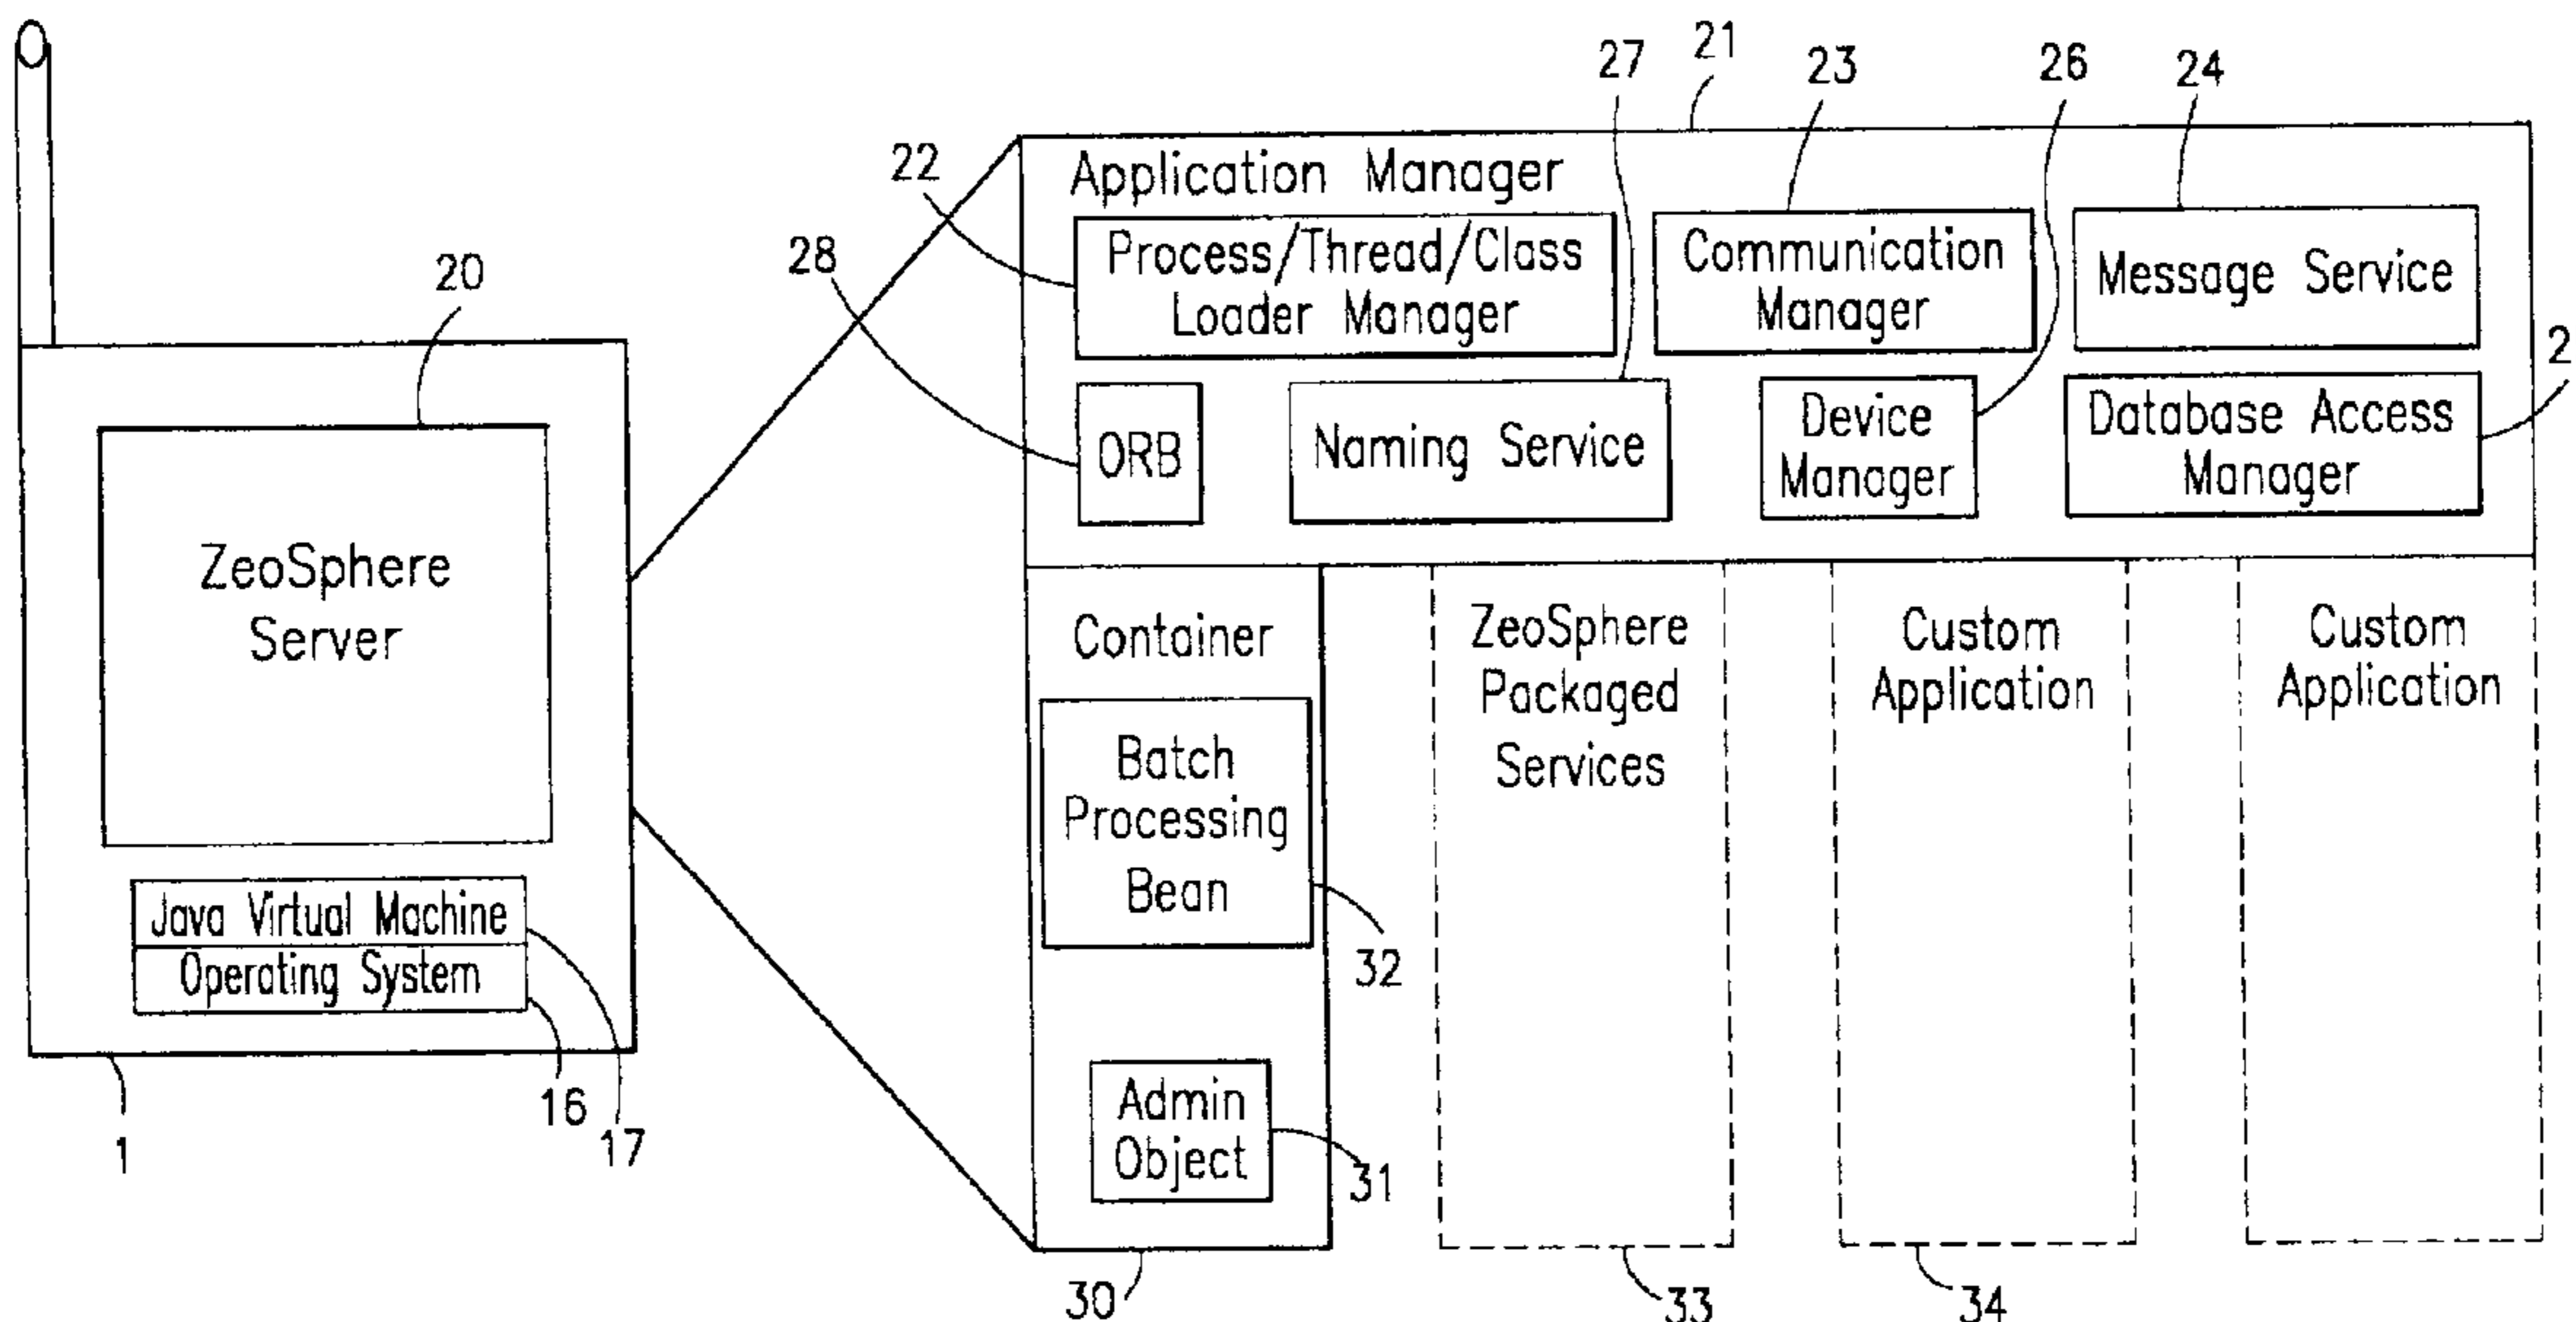 21
27
23
26
24
22
Application Manager
28
Process/Thread/Class
Loader Manager
Communication
Manager
Message Service
20
2
ORB
Naming Service
Device
Manager
Database Access
Manager
ZeoSphere
Server
Container
ZeoSphere
Packaged
Services
Custom
Application
Custom
Application
Batch
Processing
Bean
Java Virtual Machine
Operating System
32
16
17
1
Admin
Object
31
30
33
34